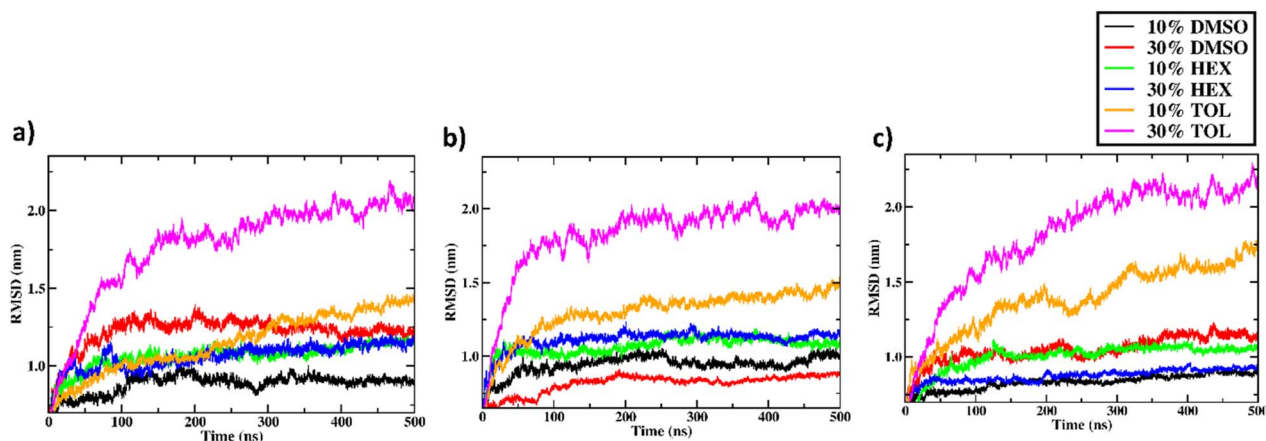 10% DMSO
30% DMSO
10% HEX
30% HEX
10% TOL
30% TOL
a)
b)
c)
RMSD (nm)
2.0
1.5
1.0
0 100 200 300 400 500
Time (ns)
RMSD (nm)
2.0
1.5
1.0
0 100 200 300 400 500
Time (ns)
RMSD (nm)
2.0
1.5
1.0
0 100 200 300 400 500
Time (ns)